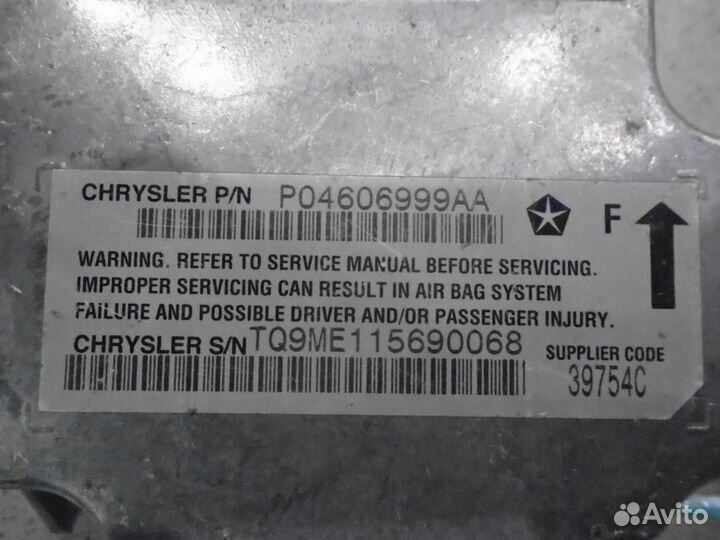 CHRYSLER P/N P04606999AA
F
WARNING. REFER TO SERVICE MANUAL BEFORE SERVICING.
IMPROPER SERVICING CAN RESULT IN AIR BAG SYSTEM
FAILURE AND POSSIBLE DRIVER AND/OR PASSENGER INJURY.
CHRYSLER S/N TQ9ME115690068
SUPPLIER CODE
39754C
Avito